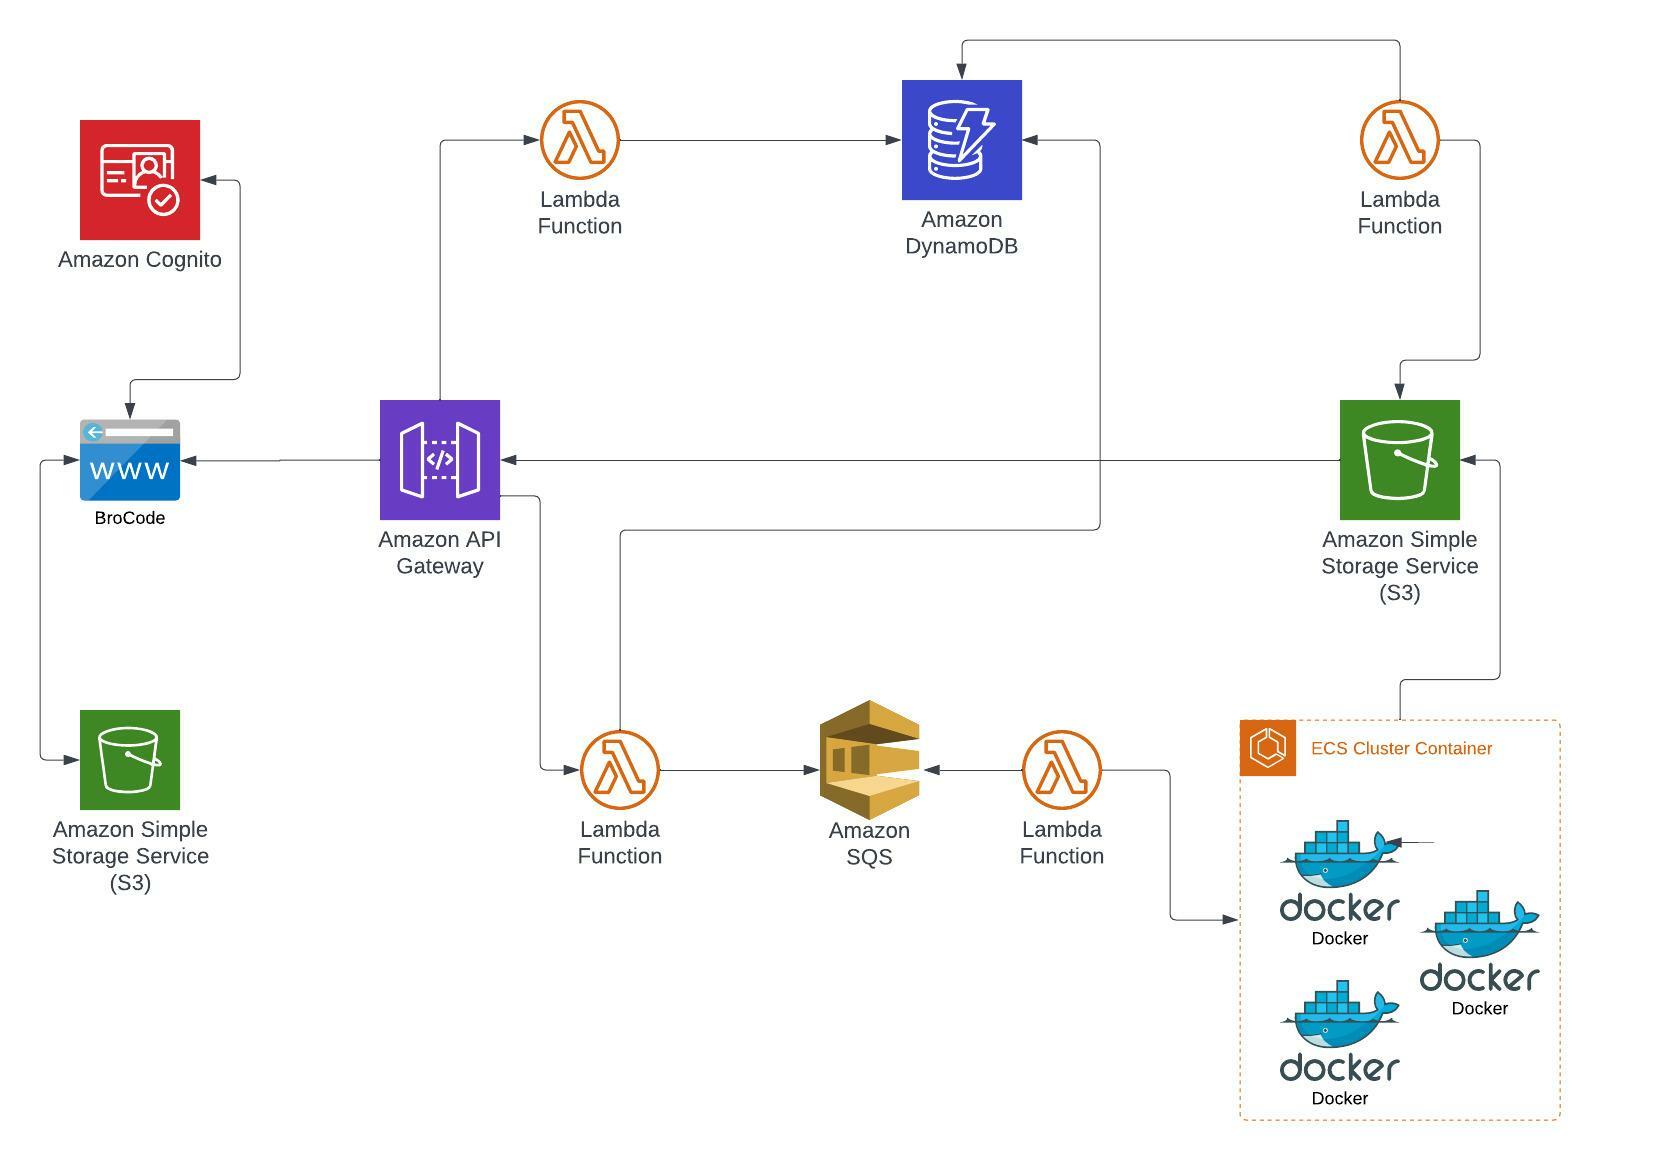 Lambda
Function
Amazon
DynamoDB
Lambda
Function
Amazon Cognito
WWW
BroCode
</>
Amazon API
Gateway
Amazon Simple
Storage Service
(S3)
Amazon Simple
Storage Service
(S3)
Lambda
Function
Amazon
SQS
Lambda
Function
ECS Cluster Container
docker
Docker
docker
Docker
docker
Docker